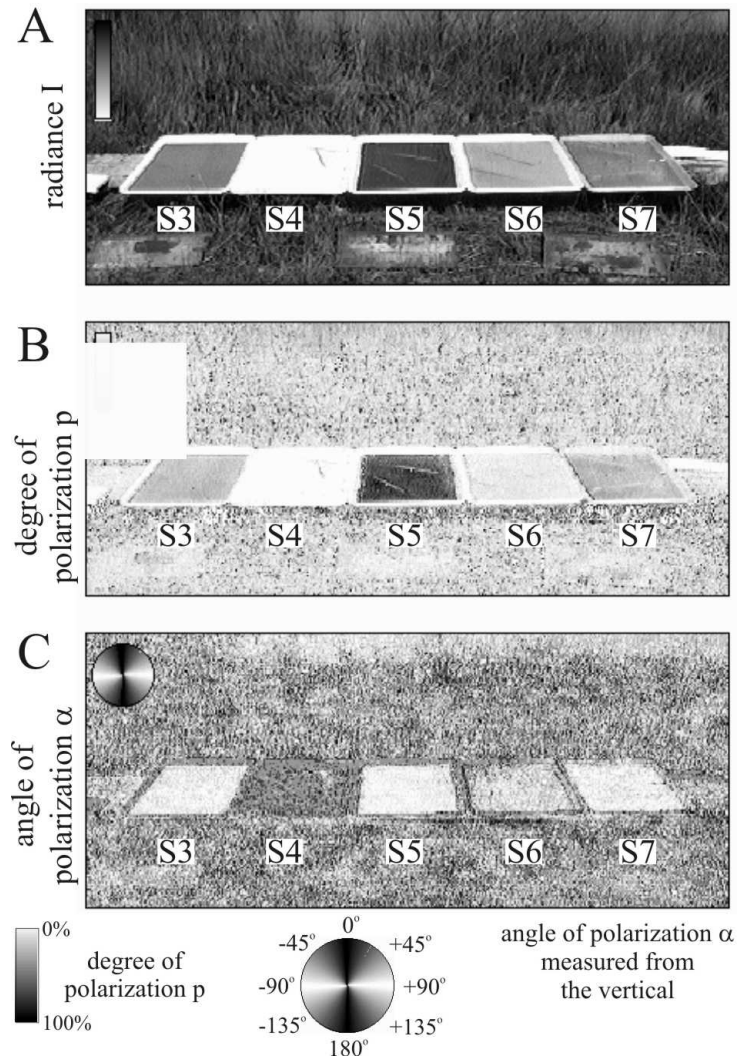 A
radiance I
S3 S4 S5 S6 S7
B
degree of
polarization p
S3 S4 S5 S6 S7
C
angle of
polarization α
S3 S4 S5 S6 S7
0%
100%
degree of
polarization p
0°
-45° +45°
-90° +90°
-135° +135°
180°
angle of polarization α
measured from
the vertical